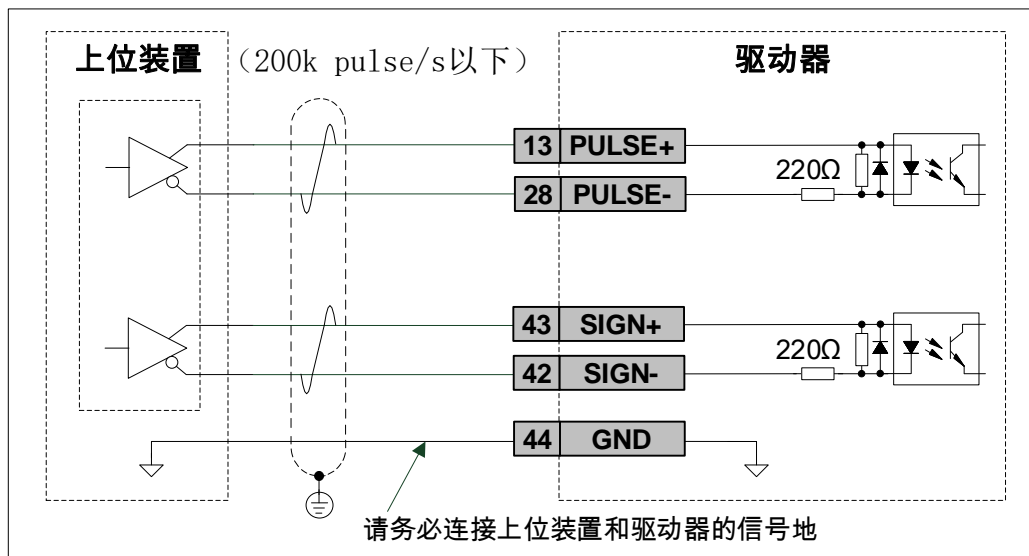 上位装置 (200k pulse/s以下) 驱动器
13 PULSE+
220Ω
28 PULSE-
43 SIGN+
220Ω
42 SIGN-
44 GND
请务必连接上位装置和驱动器的信号地